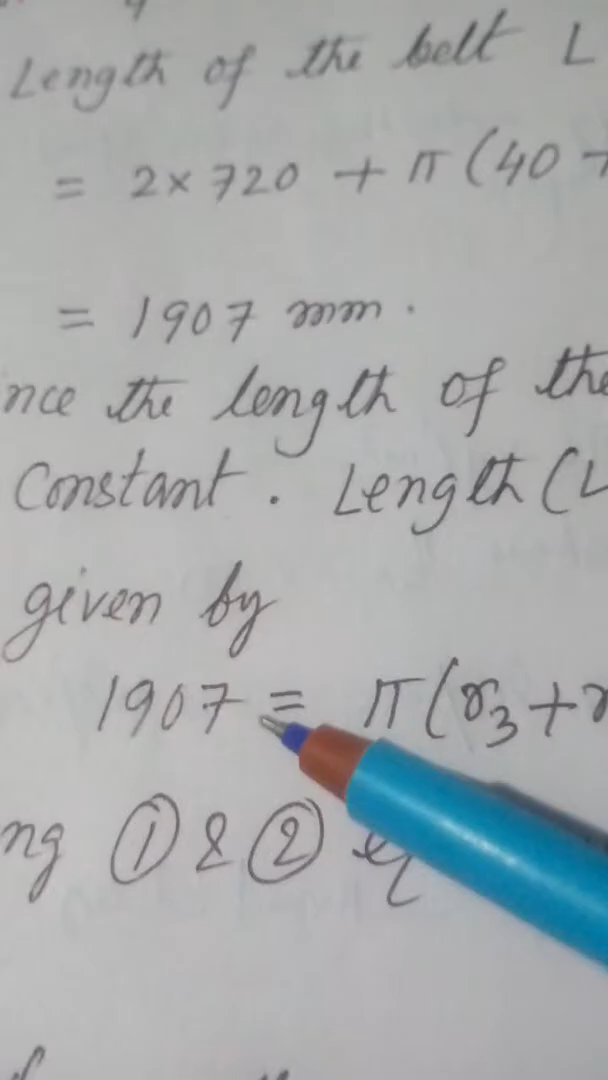 Length of the belt L
= 2×720 + π(40 +
= 1907 mm.
nce the length of the
Constant. Length (L
given by
1907 = π(r₃+r
ng ① & ② eq